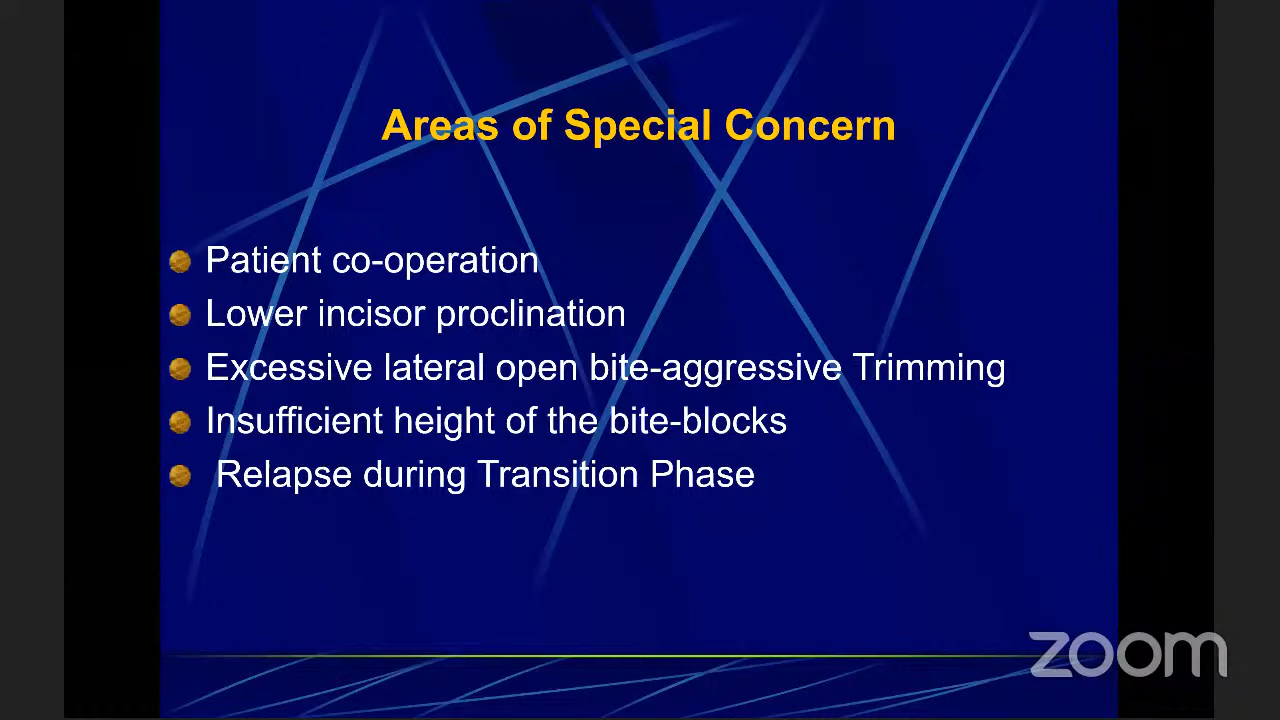 Areas of Special Concern
Patient co-operation
Lower incisor proclination
Excessive lateral open bite-aggressive Trimming
Insufficient height of the bite-blocks
Relapse during Transition Phase
zoom